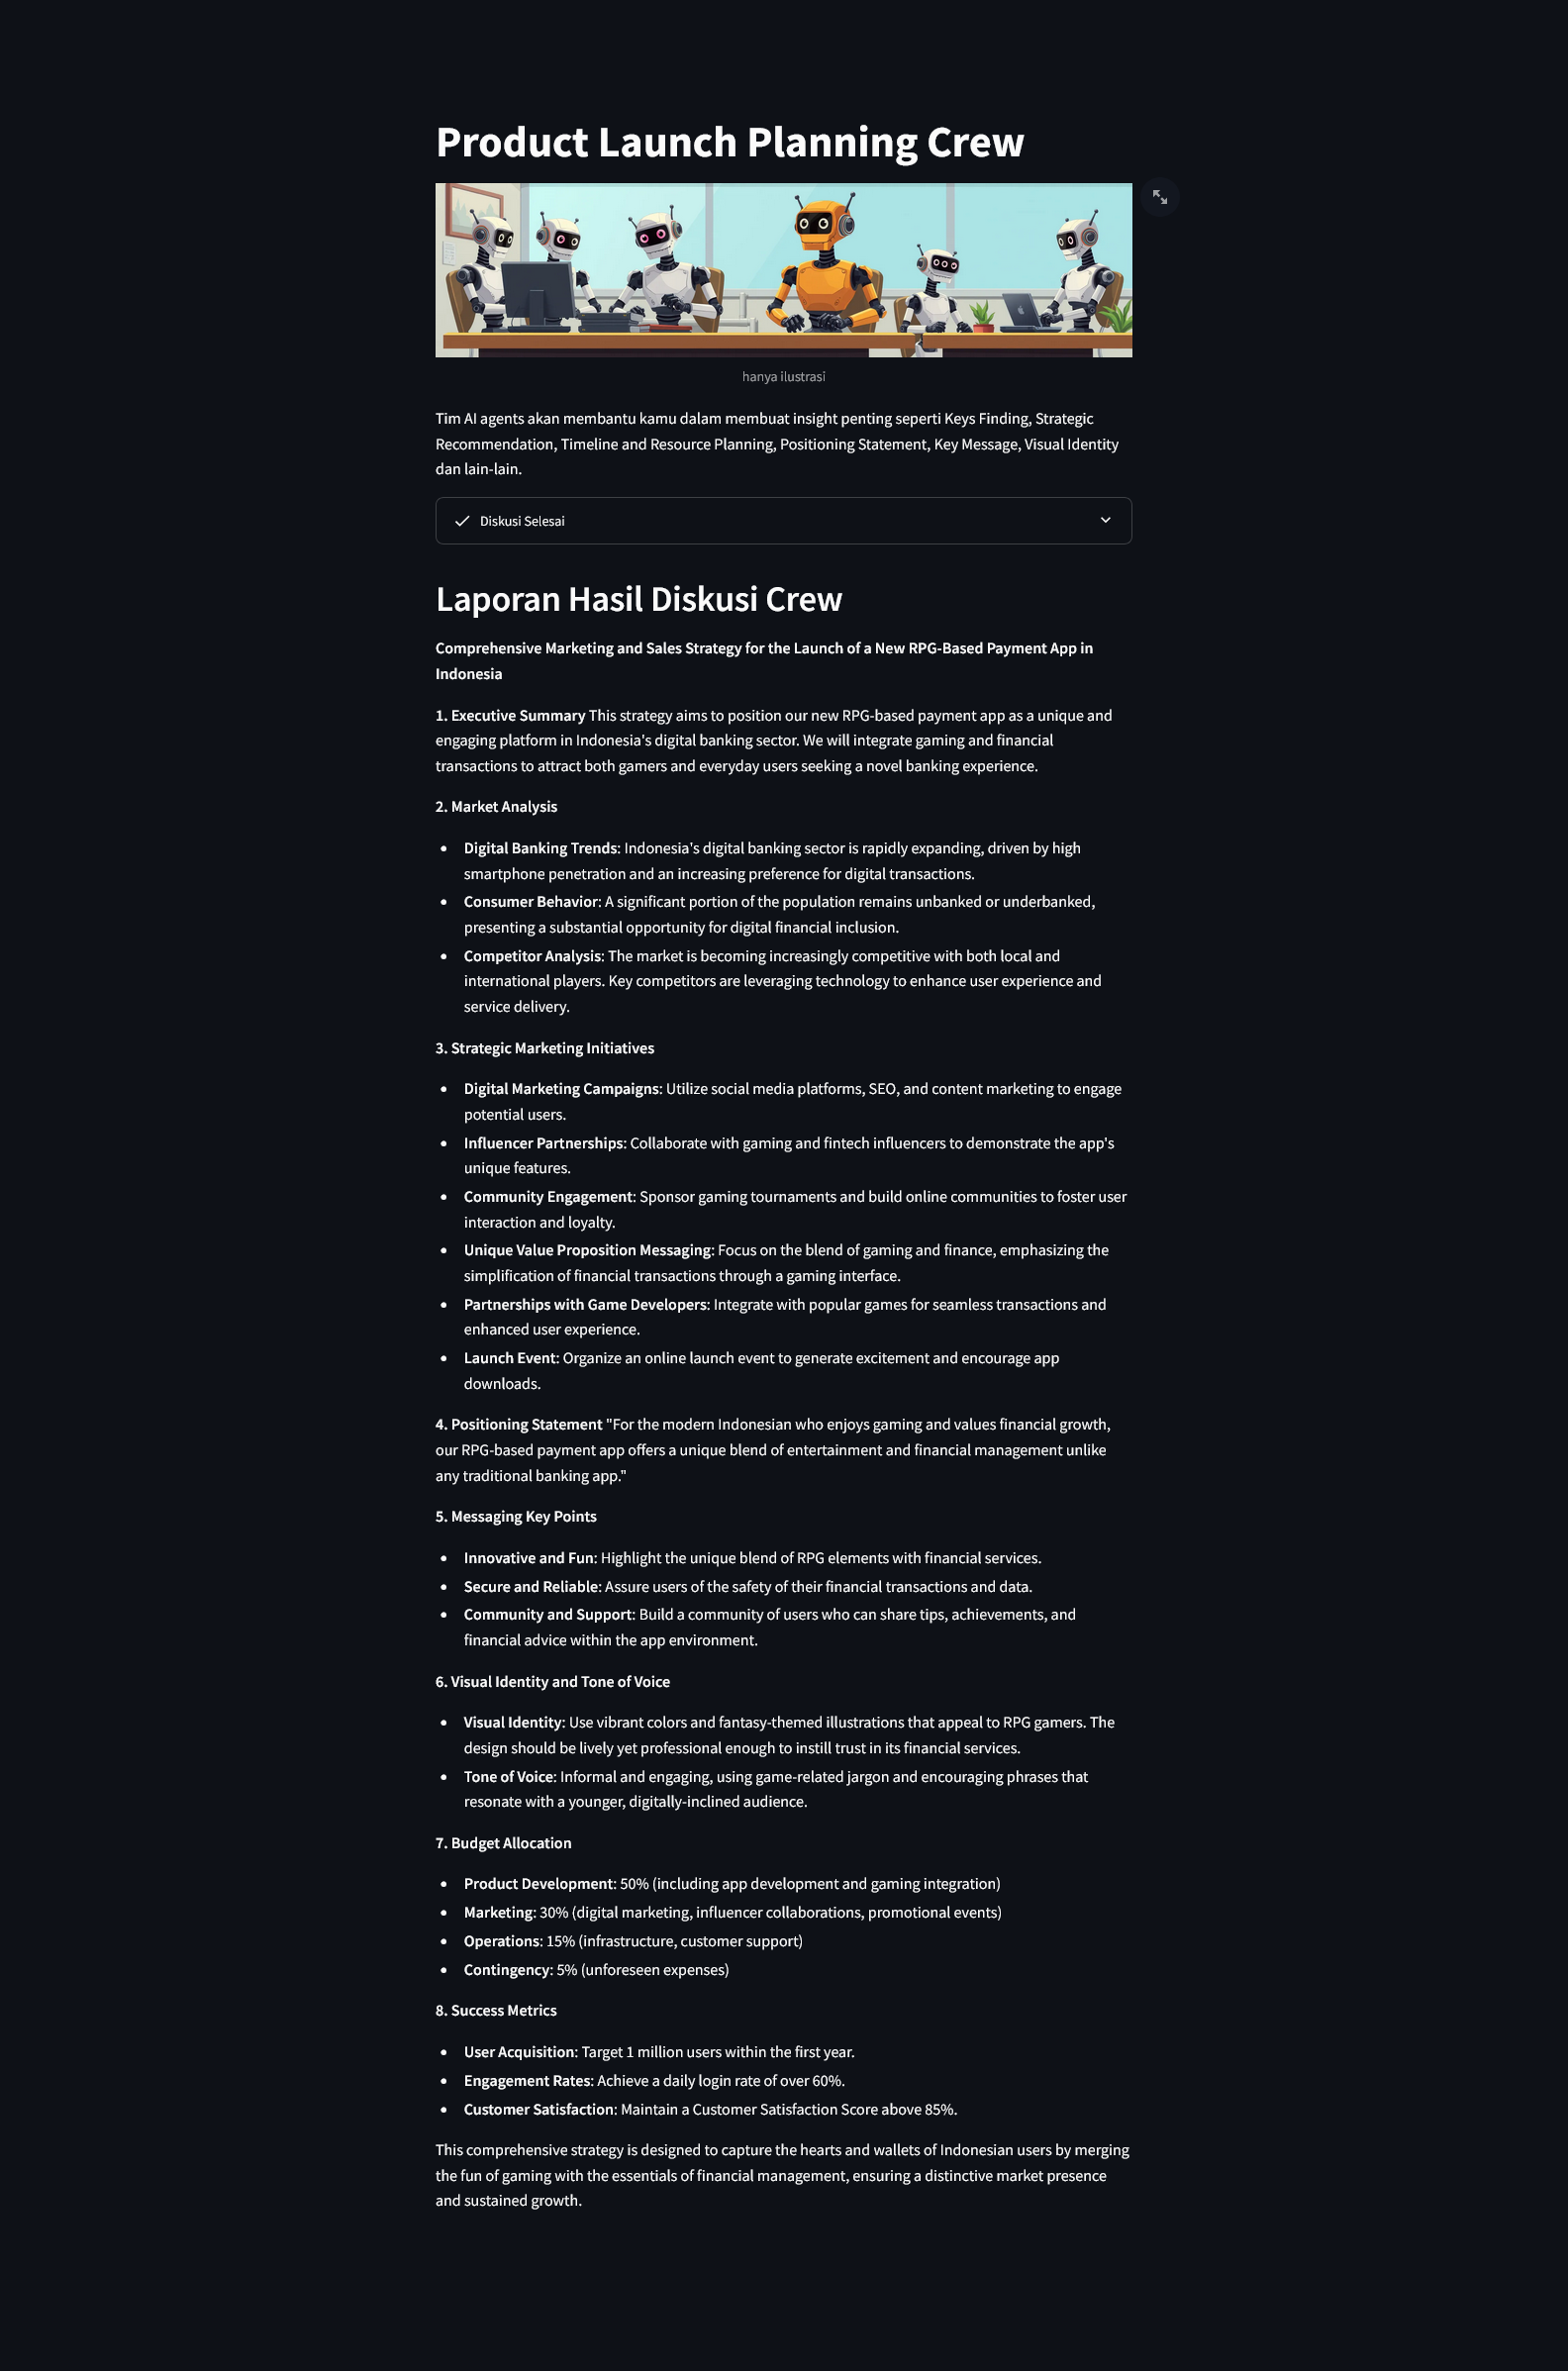 Product Launch Planning Crew
hanya ilustrasi
Tim AI agents akan membantu kamu dalam membuat insight penting seperti Keys Finding, Strategic
Recommendation, Timeline and Resource Planning, Positioning Statement, Key Message, Visual Identity
dan lain-lain.
Diskusi Selesai
Laporan Hasil Diskusi Crew
Comprehensive Marketing and Sales Strategy for the Launch of a New RPG-Based Payment App in
Indonesia
1. Executive Summary This strategy aims to position our new RPG-based payment app as a unique and
engaging platform in Indonesia's digital banking sector. We will integrate gaming and financial
transactions to attract both gamers and everyday users seeking a novel banking experience.
2. Market Analysis
• Digital Banking Trends: Indonesia's digital banking sector is rapidly expanding, driven by high
smartphone penetration and an increasing preference for digital transactions.
• Consumer Behavior: A significant portion of the population remains unbanked or underbanked,
presenting a substantial opportunity for digital financial inclusion.
• Competitor Analysis: The market is becoming increasingly competitive with both local and
international players. Key competitors are leveraging technology to enhance user experience and
service delivery.
3. Strategic Marketing Initiatives
• Digital Marketing Campaigns: Utilize social media platforms, SEO, and content marketing to engage
potential users.
• Influencer Partnerships: Collaborate with gaming and fintech influencers to demonstrate the app's
unique features.
• Community Engagement: Sponsor gaming tournaments and build online communities to foster user
interaction and loyalty.
• Unique Value Proposition Messaging: Focus on the blend of gaming and finance, emphasizing the
simplification of financial transactions through a gaming interface.
• Partnerships with Game Developers: Integrate with popular games for seamless transactions and
enhanced user experience.
• Launch Event: Organize an online launch event to generate excitement and encourage app
downloads.
4. Positioning Statement "For the modern Indonesian who enjoys gaming and values financial growth,
our RPG-based payment app offers a unique blend of entertainment and financial management unlike
any traditional banking app."
5. Messaging Key Points
• Innovative and Fun: Highlight the unique blend of RPG elements with financial services.
• Secure and Reliable: Assure users of the safety of their financial transactions and data.
• Community and Support: Build a community of users who can share tips, achievements, and
financial advice within the app environment.
6. Visual Identity and Tone of Voice
• Visual Identity: Use vibrant colors and fantasy-themed illustrations that appeal to RPG gamers. The
design should be lively yet professional enough to instill trust in its financial services.
• Tone of Voice: Informal and engaging, using game-related jargon and encouraging phrases that
resonate with a younger, digitally-inclined audience.
7. Budget Allocation
• Product Development: 50% (including app development and gaming integration)
• Marketing: 30% (digital marketing, influencer collaborations, promotional events)
• Operations: 15% (infrastructure, customer support)
• Contingency: 5% (unforeseen expenses)
8. Success Metrics
• User Acquisition: Target 1 million users within the first year.
• Engagement Rates: Achieve a daily login rate of over 60%.
• Customer Satisfaction: Maintain a Customer Satisfaction Score above 85%.
This comprehensive strategy is designed to capture the hearts and wallets of Indonesian users by merging
the fun of gaming with the essentials of financial management, ensuring a distinctive market presence
and sustained growth.